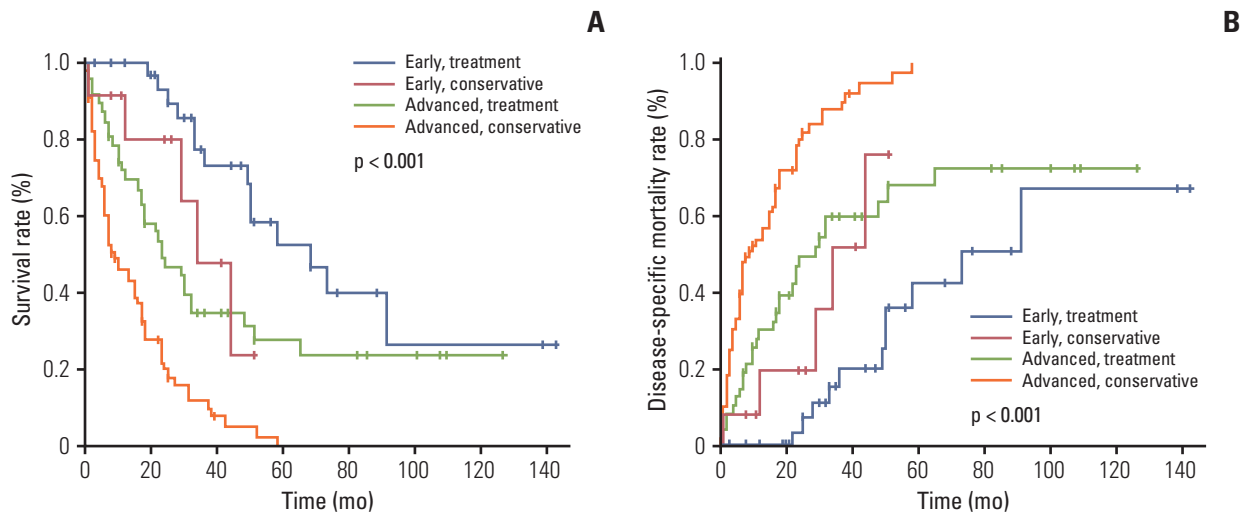 A
Survival rate (%)
1.0
0.8
0.6
0.4
0.2
0
0 20 40 60 80 100 120 140
Time (mo)
Early, treatment
Early, conservative
Advanced, treatment
Advanced, conservative
p < 0.001
B
Disease-specific mortality rate (%)
1.0
0.8
0.6
0.4
0.2
0
0 20 40 60 80 100 120 140
Time (mo)
Early, treatment
Early, conservative
Advanced, treatment
Advanced, conservative
p < 0.001